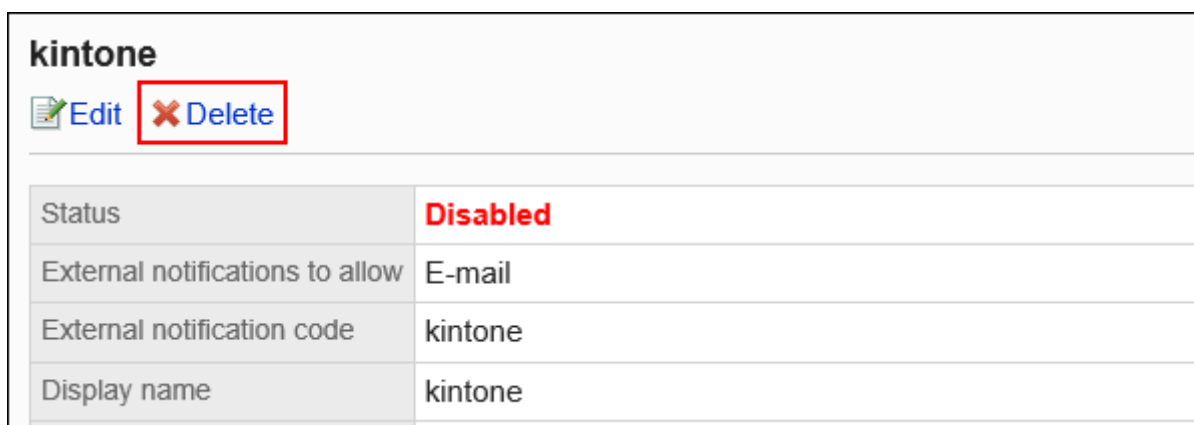 kintone
Edit Delete
Status Disabled
External notifications to allow E-mail
External notification code kintone
Display name kintone